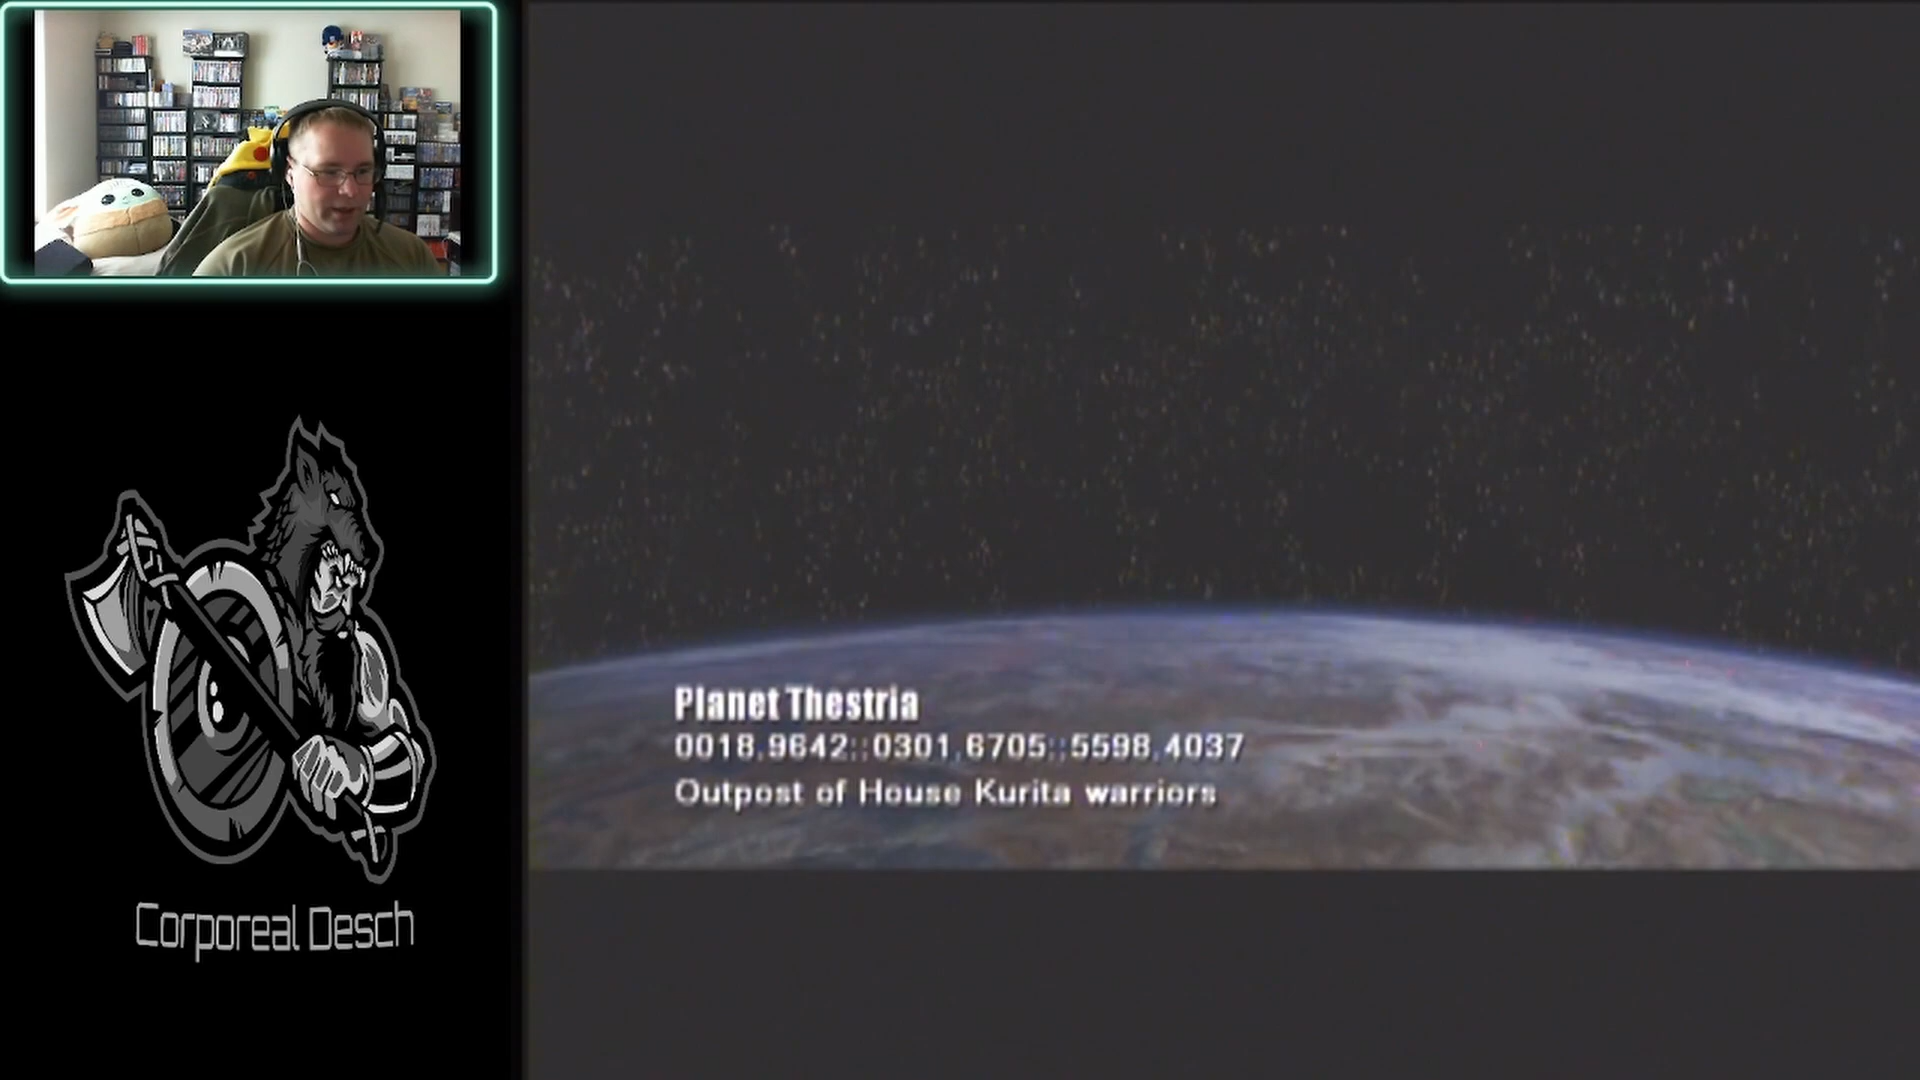 Planet Thestria
0018.9642::0301.6705::5598.4037
Outpost of House Kurita warriors
Corporeal Desch